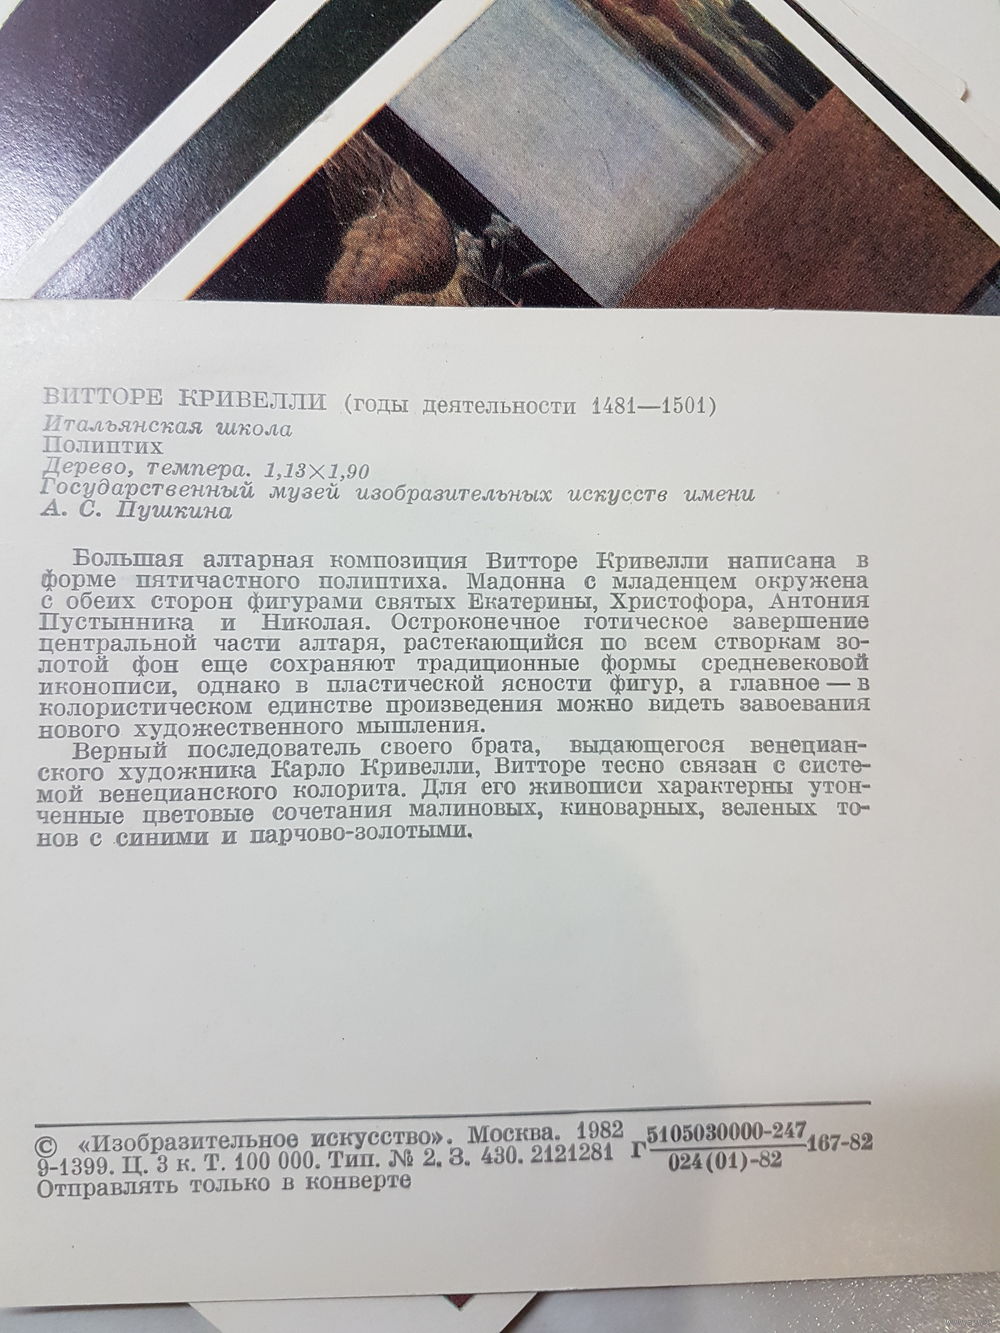 ВИТТОРЕ КРИВЕЛЛИ (годы деятельности 1481—1501)
Итальянская школа
Полиптих
Дерево, темпера. 1,13×1,90
Государственный музей изобразительных искусств имени
А. С. Пушкина
Большая алтарная композиция Витторе Кривелли написана в
форме пятичастного полиптиха. Мадонна с младенцем окружена
с обеих сторон фигурами святых Екатерины, Христофора, Антония
Пустынника и Николая. Остроконечное готическое завершение
центральной части алтаря, растекающийся по всем створкам зо-
лотой фон еще сохраняют традиционные формы средневековой
иконописи, однако в пластической ясности фигур, а главное — в
колористическом единстве произведения можно видеть завоевания
нового художественного мышления.
Верный последователь своего брата, выдающегося венециан-
ского художника Карло Кривелли, Витторе тесно связан с систе-
мой венецианского колорита. Для его живописи характерны утон-
ченные цветовые сочетания малиновых, киноварных, зеленых то-
нов с синими и парчово-золотыми.
© «Изобразительное искусство». Москва. 1982
9-1399. Ц. 3 к. Т. 100 000. Тип. № 2. З. 430. 2121281 Г 5105030000-247 167-82
024(01)-82
Отправлять только в конверте